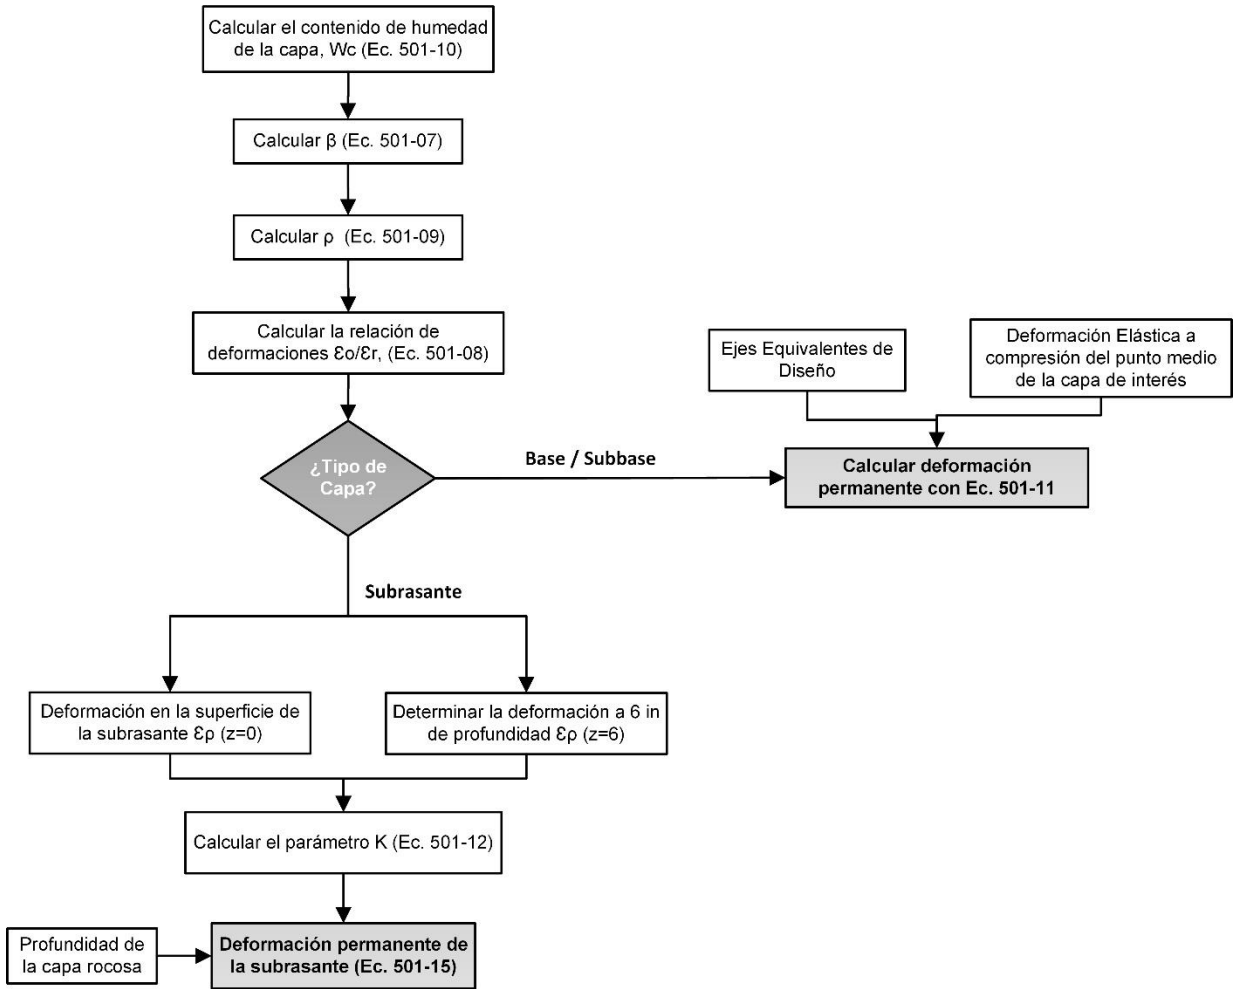 Calcular el contenido de humedad
de la capa, Wc (Ec. 501-10)
Calcular β (Ec. 501-07)
Calcular ρ  (Ec. 501-09)
Calcular la relación de
deformaciones Ɛo/Ɛr, (Ec. 501-08)
Ejes Equivalentes de
Diseño
Deformación Elástica a
compresión del punto medio
de la capa de interés
¿Tipo de
Capa?
Base / Subbase
Calcular deformación
permanente con Ec. 501-11
Subrasante
Deformación en la superficie de
la subrasante Ɛρ (z=0)
Determinar la deformación a 6 in
de profundidad Ɛρ (z=6)
Calcular el parámetro K (Ec. 501-12)
Profundidad de
la capa rocosa
Deformación permanente de
la subrasante (Ec. 501-15)